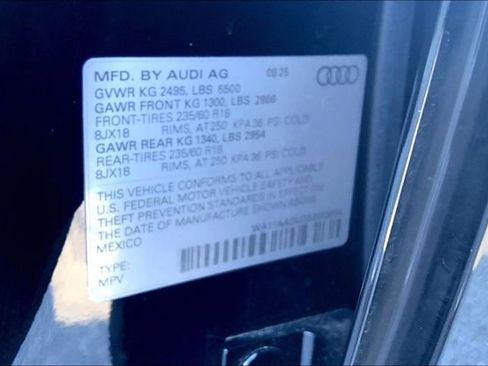 MFD. BY AUDI AG
GVWR KG 2495, LBS 5500
GAWR FRONT KG 1300, LBS 2866
FRONT-TIRES 235/60 R18
8JX18 RIMS, AT 250 KPA 36 PSI COLD
GAWR REAR KG 1340, LBS 2954
REAR-TIRES 235/60 R18
8JX18 RIMS, AT 250 KPA 36 PSI COLD
THIS VEHICLE CONFORMS TO ALL APPLICABLE
U.S. FEDERAL MOTOR VEHICLE SAFETY AND
THEFT PREVENTION STANDARDS IN EFFECT ON
THE DATE OF MANUFACTURE SHOWN ABOVE.
MEXICO
TYPE:
MPV